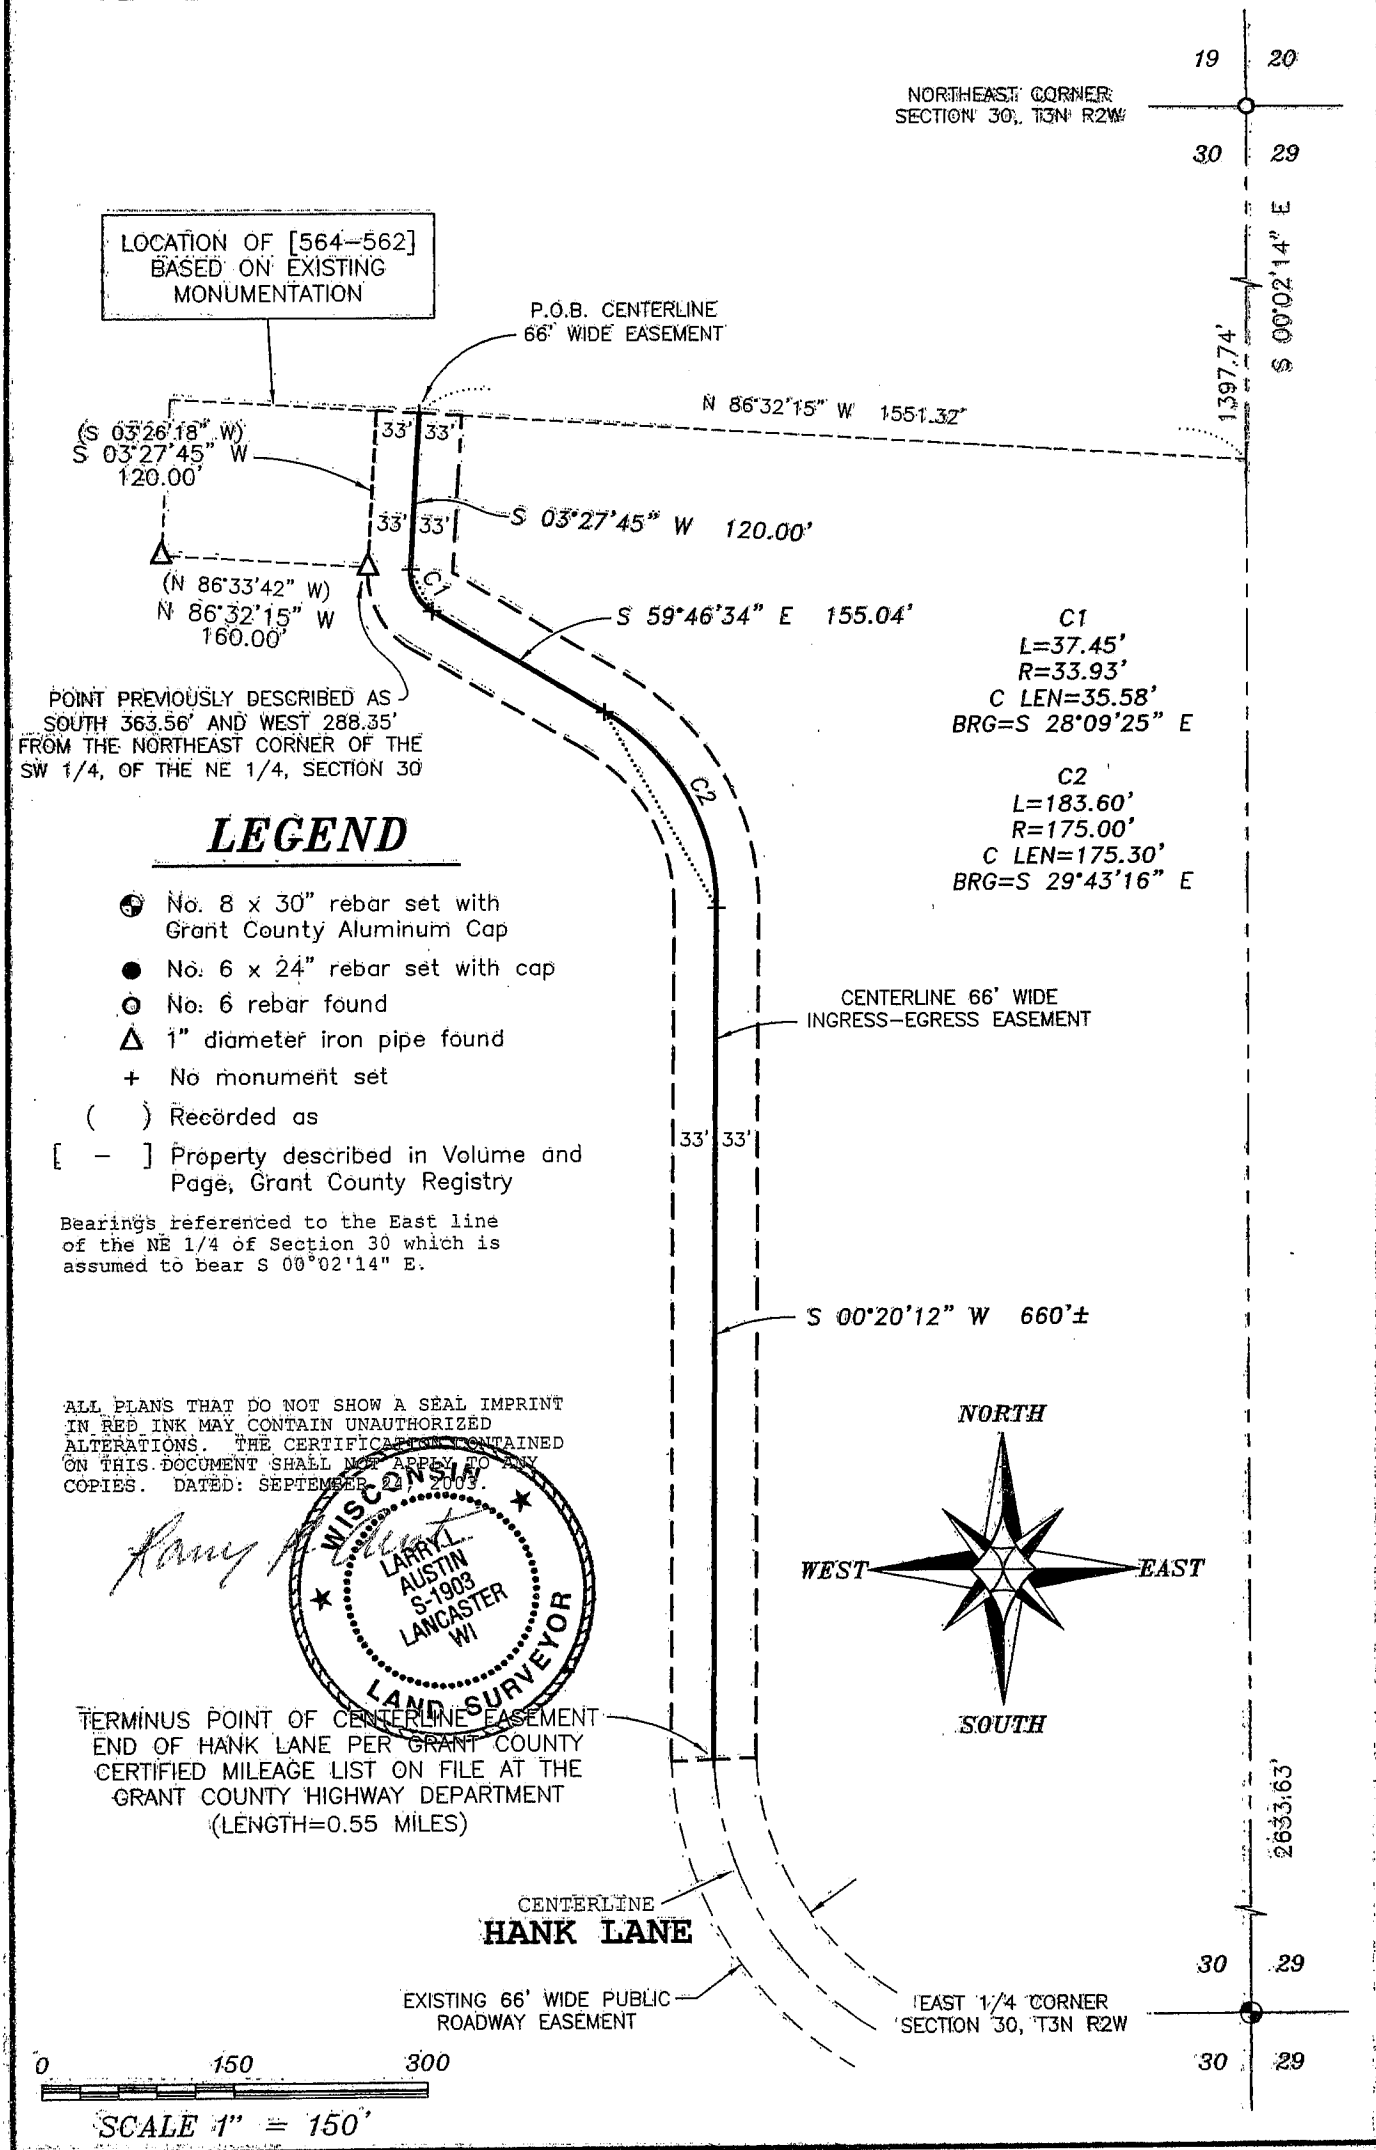 19 20
NORTHEAST CORNER
SECTION 30, T3N R2W
30 29
S 00°02'14" E
1397.74'
LOCATION OF [564-562]
BASED ON EXISTING
MONUMENTATION
P.O.B. CENTERLINE
66' WIDE EASEMENT
N 86°32'15" W 1551.32'
33' 33'
(S 03°26'18" W)
S 03°27'45" W
120.00'
33' 33'
S 03°27'45" W 120.00'
C1
(N 86°33'42" W)
N 86°32'15" W
160.00'
S 59°46'34" E 155.04'
C1
L=37.45'
R=33.93'
C LEN=35.58'
BRG=S 28°09'25" E
POINT PREVIOUSLY DESCRIBED AS
SOUTH 363.56' AND WEST 288.35'
FROM THE NORTHEAST CORNER OF THE
SW 1/4, OF THE NE 1/4, SECTION 30
C2
C2
L=183.60'
R=175.00'
C LEN=175.30'
BRG=S 29°43'16" E
LEGEND
No. 8 x 30" rebar set with
Grant County Aluminum Cap
No. 6 x 24" rebar set with cap
No. 6 rebar found
1" diameter iron pipe found
+ No monument set
( ) Recorded as
[ - ] Property described in Volume and
Page, Grant County Registry
Bearings referenced to the East line
of the NE 1/4 of Section 30 which is
assumed to bear S 00°02'14" E.
CENTERLINE 66' WIDE
INGRESS-EGRESS EASEMENT
33' 33'
S 00°20'12" W 660'±
ALL PLANS THAT DO NOT SHOW A SEAL IMPRINT
IN RED INK MAY CONTAIN UNAUTHORIZED
ALTERATIONS. THE CERTIFICATION CONTAINED
ON THIS DOCUMENT SHALL NOT APPLY TO ANY
COPIES. DATED: SEPTEMBER 24, 2003.
WISCONSIN
LARRY L.
AUSTIN
S-1903
LANCASTER
WI
LAND SURVEYOR
NORTH
WEST EAST
SOUTH
TERMINUS POINT OF CENTERLINE EASEMENT
END OF HANK LANE PER GRANT COUNTY
CERTIFIED MILEAGE LIST ON FILE AT THE
GRANT COUNTY HIGHWAY DEPARTMENT
(LENGTH=0.55 MILES)
2633.63'
CENTERLINE
HANK LANE
EXISTING 66' WIDE PUBLIC
ROADWAY EASEMENT
30 29
EAST 1/4 CORNER
SECTION 30, T3N R2W
30 29
0 150 300
SCALE 1" = 150'